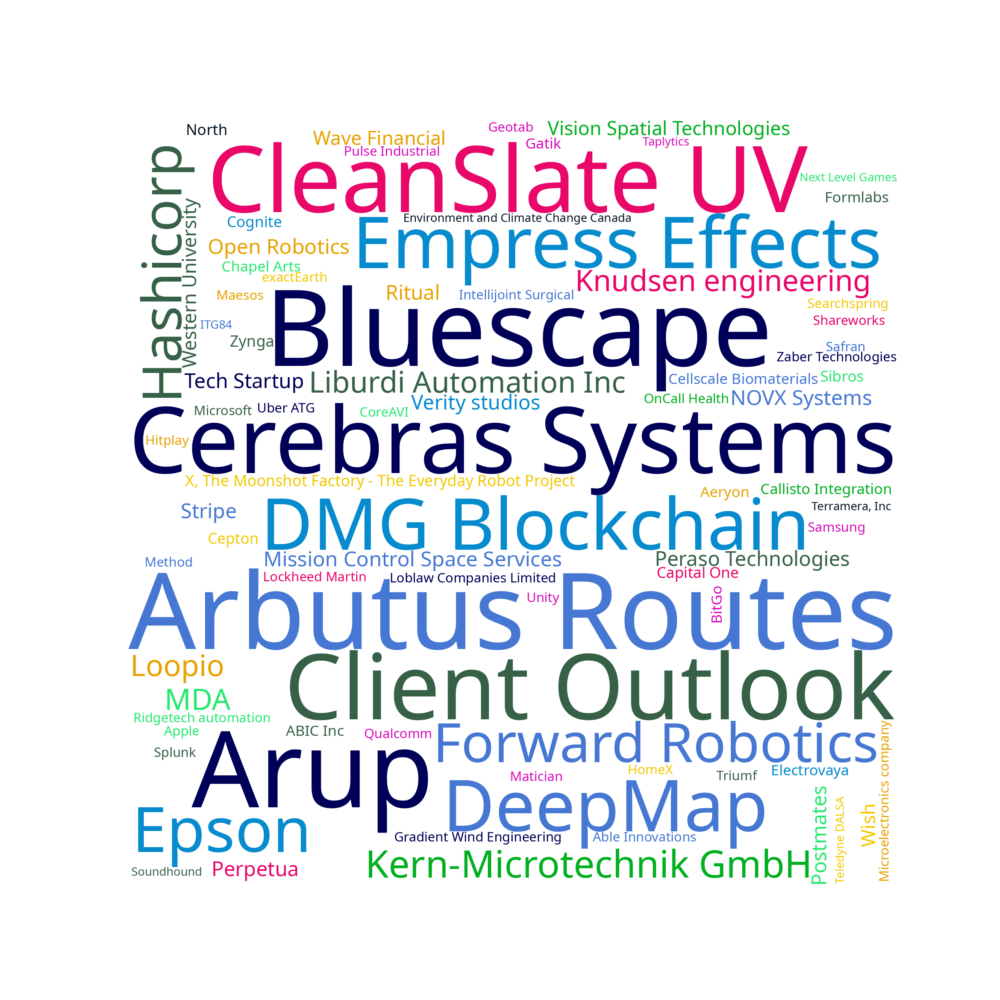 North
Wave Financial
Geotab
Vision Spatial Technologies
Pulse Industrial
Gatik
Taplytics
CleanSlate UV
Next Level Games
Formlabs
Hashicorp
Western University
Cognite
Environment and Climate Change Canada
Empress Effects
Open Robotics
Chapel Arts
exactEarth
Knudsen engineering
Maesos
Ritual
Intellijoint Surgical
Searchspring
Shareworks
ITG84
Zynga
Bluescape
Safran
Zaber Technologies
Tech Startup
Liburdi Automation Inc
Cellscale Biomaterials
Sibros
Microsoft
Uber ATG
CoreAVI
Verity studios
OnCall Health
NOVX Systems
Hitplay
Cerebras Systems
X, The Moonshot Factory - The Everyday Robot Project
Aeryon
Callisto Integration
Terramera, Inc
Stripe
DMG Blockchain
Samsung
Cepton
Method
Mission Control Space Services
Peraso Technologies
Lockheed Martin
Loblaw Companies Limited
Capital One
Unity
BitGo
Arbutus Routes
Loopio
Client Outlook
MDA
Ridgetech automation
Apple
ABIC Inc
Qualcomm
Forward Robotics
Splunk
Arup
Matician
HomeX
Triumf
Electrovaya
DeepMap
Epson
Gradient Wind Engineering
Able Innovations
Postmates
Teledyne DALSA
Wish
Microelectronics company
Soundhound
Perpetua
Kern-Microtechnik GmbH